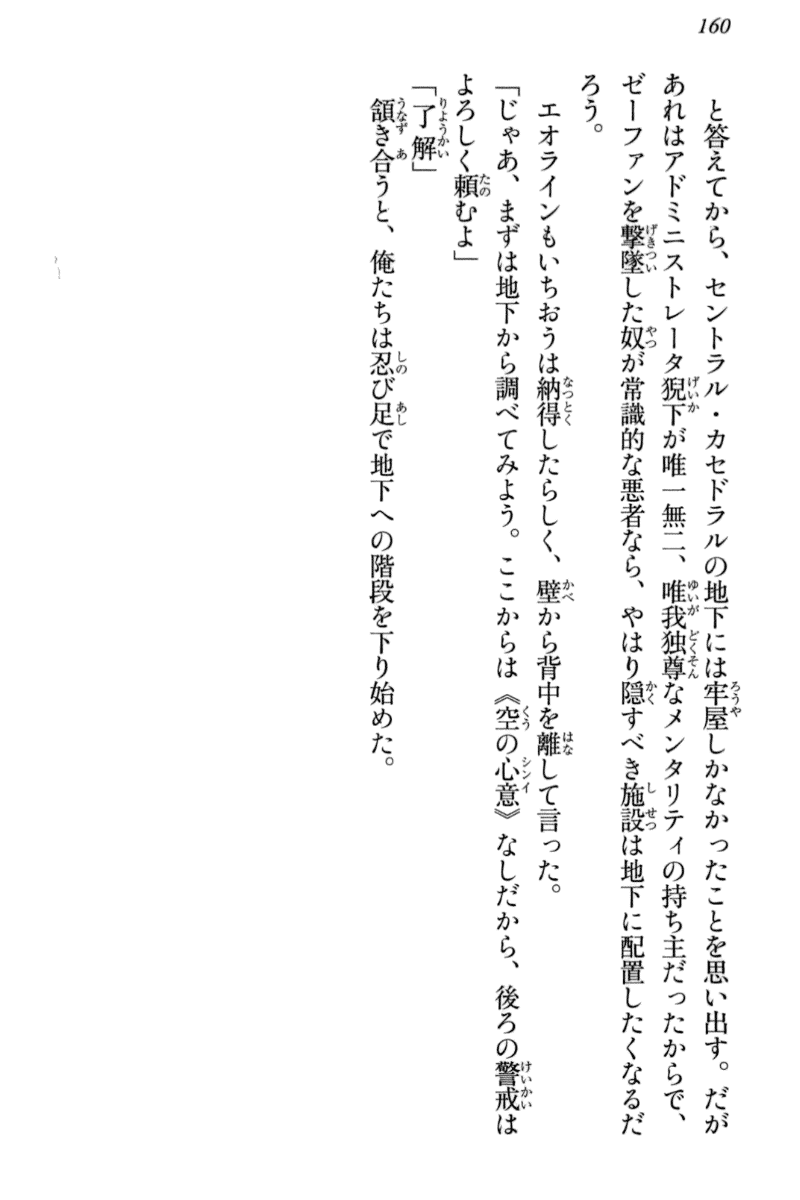 160
と答えてから、セントラル・カセドラルの地下には牢屋しかなかったことを思い出す。だが
あれはアドミニストレータ猊下が唯一無二、唯我独尊なメンタリティの持ち主だったからで、
ゼーファンを撃墜した奴が常識的な悪者なら、やはり隠すべき施設は地下に配置したくなるだ
ろう。
エオラインもいちおうは納得したらしく、壁から背中を離して言った。
「じゃあ、まずは地下から調べてみよう。ここからは《空の心意》なしだから、後ろの警戒は
よろしく頼むよ」
「了解」
頷き合うと、俺たちは忍び足で地下への階段を下り始めた。